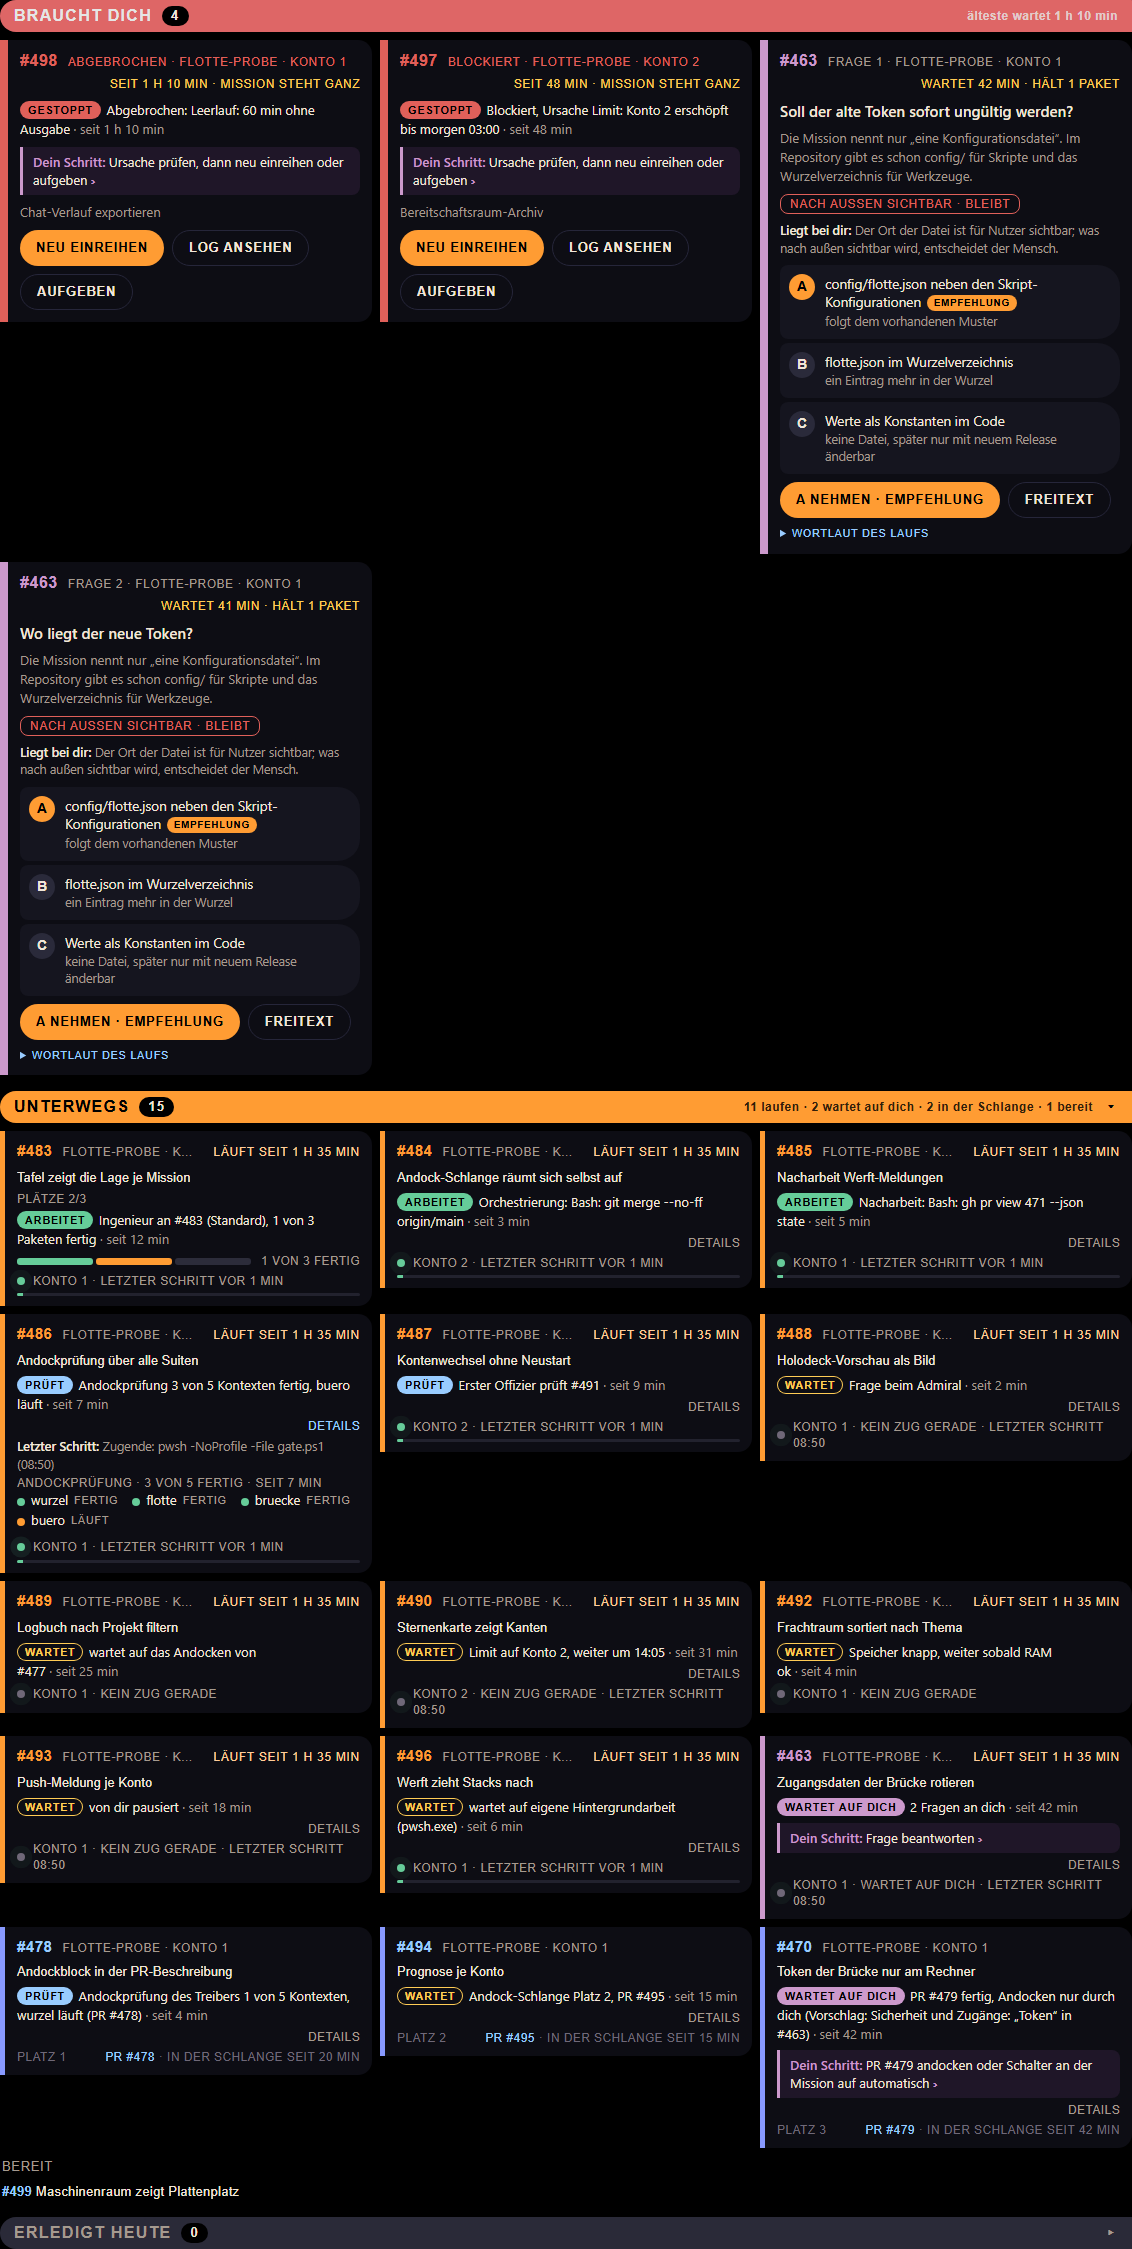 BRAUCHT DICH 4 älteste wartet 1 h 10 min
#498 ABGEBROCHEN · FLOTTE-PROBE · KONTO 1
SEIT 1 H 10 MIN · MISSION STEHT GANZ
GESTOPPT Abgebrochen: Leerlauf: 60 min ohne
Ausgabe · seit 1 h 10 min
Dein Schritt: Ursache prüfen, dann neu einreihen oder
aufgeben ›
Chat-Verlauf exportieren
NEU EINREIHEN LOG ANSEHEN
AUFGEBEN
#497 BLOCKIERT · FLOTTE-PROBE · KONTO 2
SEIT 48 MIN · MISSION STEHT GANZ
GESTOPPT Blockiert, Ursache Limit: Konto 2 erschöpft
bis morgen 03:00 · seit 48 min
Dein Schritt: Ursache prüfen, dann neu einreihen oder
aufgeben ›
Bereitschaftsraum-Archiv
NEU EINREIHEN LOG ANSEHEN
AUFGEBEN
#463 FRAGE 1 · FLOTTE-PROBE · KONTO 1
WARTET 42 MIN · HÄLT 1 PAKET
Soll der alte Token sofort ungültig werden?
Die Mission nennt nur „eine Konfigurationsdatei“. Im
Repository gibt es schon config/ für Skripte und das
Wurzelverzeichnis für Werkzeuge.
NACH AUSSEN SICHTBAR · BLEIBT
Liegt bei dir: Der Ort der Datei ist für Nutzer sichtbar; was
nach außen sichtbar wird, entscheidet der Mensch.
A config/flotte.json neben den Skript-
Konfigurationen EMPFEHLUNG
folgt dem vorhandenen Muster
B flotte.json im Wurzelverzeichnis
ein Eintrag mehr in der Wurzel
C Werte als Konstanten im Code
keine Datei, später nur mit neuem Release
änderbar
A NEHMEN · EMPFEHLUNG FREITEXT
▸ WORTLAUT DES LAUFS
#463 FRAGE 2 · FLOTTE-PROBE · KONTO 1
WARTET 41 MIN · HÄLT 1 PAKET
Wo liegt der neue Token?
Die Mission nennt nur „eine Konfigurationsdatei“. Im
Repository gibt es schon config/ für Skripte und das
Wurzelverzeichnis für Werkzeuge.
NACH AUSSEN SICHTBAR · BLEIBT
Liegt bei dir: Der Ort der Datei ist für Nutzer sichtbar; was
nach außen sichtbar wird, entscheidet der Mensch.
A config/flotte.json neben den Skript-
Konfigurationen EMPFEHLUNG
folgt dem vorhandenen Muster
B flotte.json im Wurzelverzeichnis
ein Eintrag mehr in der Wurzel
C Werte als Konstanten im Code
keine Datei, später nur mit neuem Release
änderbar
A NEHMEN · EMPFEHLUNG FREITEXT
▸ WORTLAUT DES LAUFS
UNTERWEGS 15 11 laufen · 2 wartet auf dich · 2 in der Schlange · 1 bereit ▾
#483 FLOTTE-PROBE · K... LÄUFT SEIT 1 H 35 MIN
Tafel zeigt die Lage je Mission
PLÄTZE 2/3
ARBEITET Ingenieur an #483 (Standard), 1 von 3
Paketen fertig · seit 12 min
1 VON 3 FERTIG
KONTO 1 · LETZTER SCHRITT VOR 1 MIN
#484 FLOTTE-PROBE · K... LÄUFT SEIT 1 H 35 MIN
Andock-Schlange räumt sich selbst auf
ARBEITET Orchestrierung: Bash: git merge --no-ff
origin/main · seit 3 min
DETAILS
KONTO 2 · LETZTER SCHRITT VOR 1 MIN
#485 FLOTTE-PROBE · K... LÄUFT SEIT 1 H 35 MIN
Nacharbeit Werft-Meldungen
ARBEITET Nacharbeit: Bash: gh pr view 471 --json
state · seit 5 min
DETAILS
KONTO 1 · LETZTER SCHRITT VOR 1 MIN
#486 FLOTTE-PROBE · K... LÄUFT SEIT 1 H 35 MIN
Andockprüfung über alle Suiten
PRÜFT Andockprüfung 3 von 5 Kontexten fertig, buero
läuft · seit 7 min
DETAILS
Letzter Schritt: Zugende: pwsh -NoProfile -File gate.ps1
(08:50)
ANDOCKPRÜFUNG · 3 VON 5 FERTIG · SEIT 7 MIN
wurzel FERTIG flotte FERTIG bruecke FERTIG
buero LÄUFT
KONTO 1 · LETZTER SCHRITT VOR 1 MIN
#487 FLOTTE-PROBE · K... LÄUFT SEIT 1 H 35 MIN
Kontenwechsel ohne Neustart
PRÜFT Erster Offizier prüft #491 · seit 9 min
DETAILS
KONTO 2 · LETZTER SCHRITT VOR 1 MIN
#488 FLOTTE-PROBE · K... LÄUFT SEIT 1 H 35 MIN
Holodeck-Vorschau als Bild
WARTET Frage beim Admiral · seit 2 min
DETAILS
KONTO 1 · KEIN ZUG GERADE · LETZTER SCHRITT
08:50
#489 FLOTTE-PROBE · K... LÄUFT SEIT 1 H 35 MIN
Logbuch nach Projekt filtern
WARTET wartet auf das Andocken von
#477 · seit 25 min
KONTO 1 · KEIN ZUG GERADE
#490 FLOTTE-PROBE · K... LÄUFT SEIT 1 H 35 MIN
Sternenkarte zeigt Kanten
WARTET Limit auf Konto 2, weiter um 14:05 · seit 31 min
DETAILS
KONTO 2 · KEIN ZUG GERADE · LETZTER SCHRITT
08:50
#492 FLOTTE-PROBE · K... LÄUFT SEIT 1 H 35 MIN
Frachtraum sortiert nach Thema
WARTET Speicher knapp, weiter sobald RAM
ok · seit 4 min
KONTO 1 · KEIN ZUG GERADE
#493 FLOTTE-PROBE · K... LÄUFT SEIT 1 H 35 MIN
Push-Meldung je Konto
WARTET von dir pausiert · seit 18 min
DETAILS
KONTO 1 · KEIN ZUG GERADE · LETZTER SCHRITT
08:50
#496 FLOTTE-PROBE · K... LÄUFT SEIT 1 H 35 MIN
Werft zieht Stacks nach
WARTET wartet auf eigene Hintergrundarbeit
(pwsh.exe) · seit 6 min
DETAILS
KONTO 1 · LETZTER SCHRITT VOR 1 MIN
#463 FLOTTE-PROBE · K... LÄUFT SEIT 1 H 35 MIN
Zugangsdaten der Brücke rotieren
WARTET AUF DICH 2 Fragen an dich · seit 42 min
Dein Schritt: Frage beantworten ›
DETAILS
KONTO 1 · WARTET AUF DICH · LETZTER SCHRITT
08:50
#478 FLOTTE-PROBE · KONTO 1
Andockblock in der PR-Beschreibung
PRÜFT Andockprüfung des Treibers 1 von 5 Kontexten,
wurzel läuft (PR #478) · seit 4 min
DETAILS
PLATZ 1 PR #478 · IN DER SCHLANGE SEIT 20 MIN
#494 FLOTTE-PROBE · KONTO 1
Prognose je Konto
WARTET Andock-Schlange Platz 2, PR #495 · seit 15 min
DETAILS
PLATZ 2 PR #495 · IN DER SCHLANGE SEIT 15 MIN
#470 FLOTTE-PROBE · KONTO 1
Token der Brücke nur am Rechner
WARTET AUF DICH PR #479 fertig, Andocken nur durch
dich (Vorschlag: Sicherheit und Zugänge: „Token“ in
#463) · seit 42 min
Dein Schritt: PR #479 andocken oder Schalter an der
Mission auf automatisch ›
DETAILS
PLATZ 3 PR #479 · IN DER SCHLANGE SEIT 42 MIN
BEREIT
#499 Maschinenraum zeigt Plattenplatz
ERLEDIGT HEUTE 0 ▸